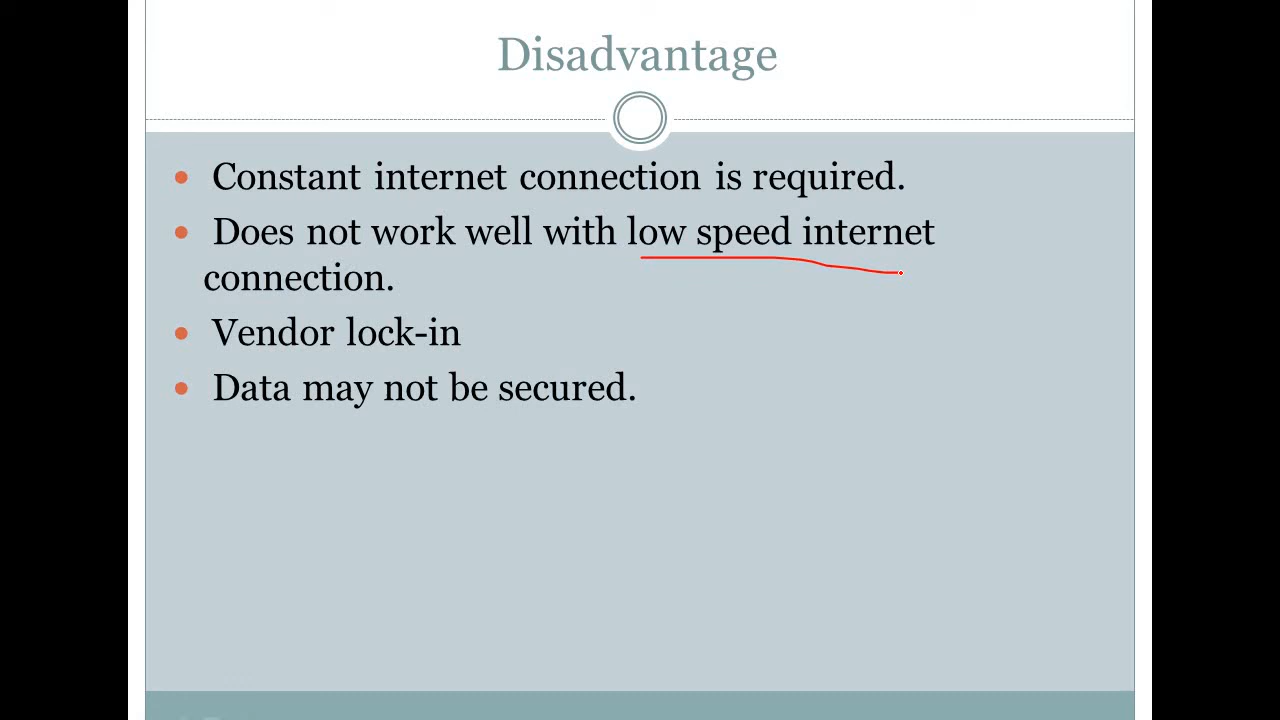 Disadvantage
Constant internet connection is required.
Does not work well with low speed internet
connection.
Vendor lock-in
Data may not be secured.